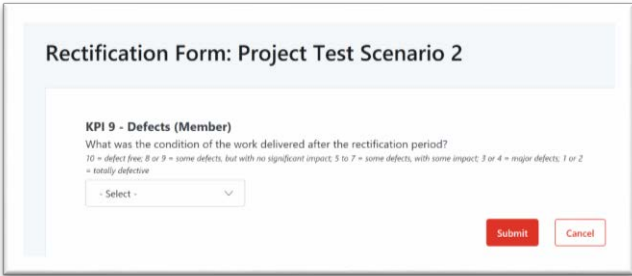 Rectification Form: Project Test Scenario 2
KPI 9 - Defects (Member)
What was the condition of the work delivered after the rectification period?
10 = defect free; 8 or 9 = some defects, but with no significant impact; 5 to 7 = some defects, with some impact; 3 or 4 = major defects; 1 or 2
= totally defective
- Select -
Submit Cancel